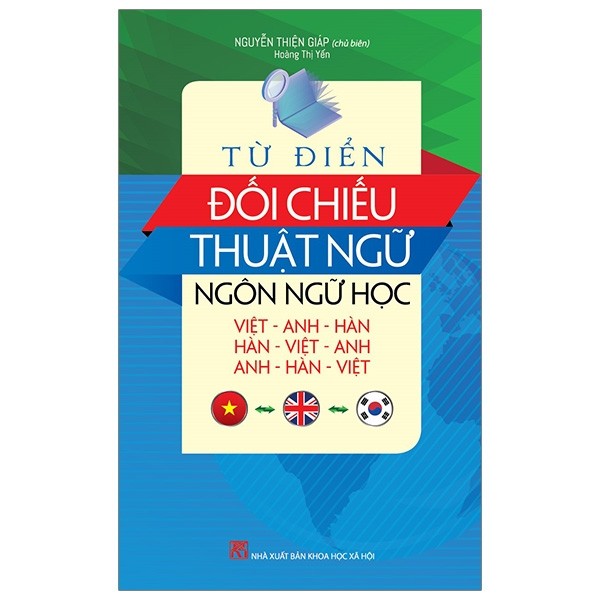 NGUYỄN THIỆN GIÁP (chủ biên)
Hoàng Thị Yến
TỪ ĐIỂN
ĐỐI CHIẾU
THUẬT NGỮ
NGÔN NGỮ HỌC
VIỆT - ANH - HÀN
HÀN - VIỆT - ANH
ANH - HÀN - VIỆT
NHÀ XUẤT BẢN KHOA HỌC XÃ HỘI